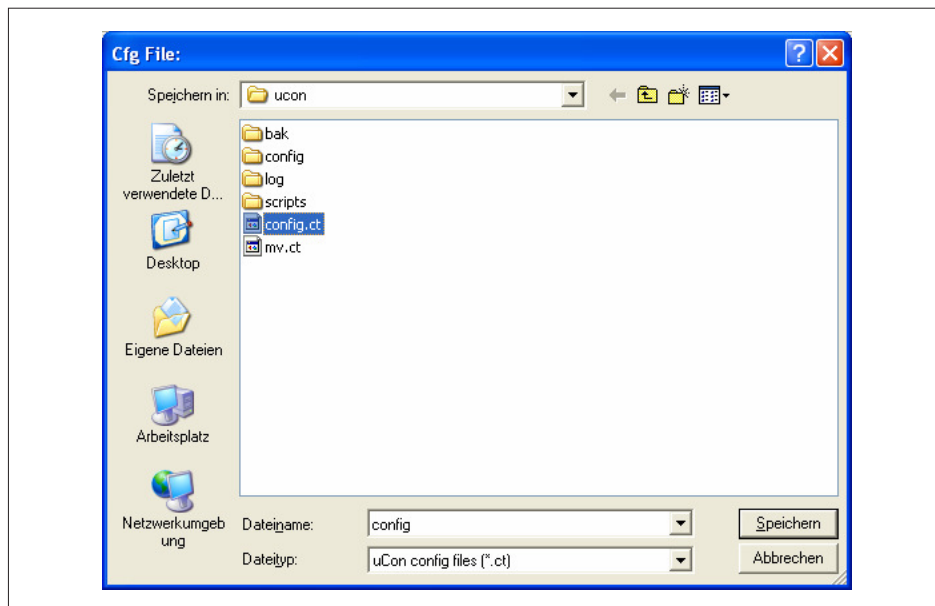 Cfg File:
Speichern in:
ucon
Zuletzt
verwendete D...
Desktop
Eigene Dateien
Arbeitsplatz
Netzwerkumgeb
ung
bak
config
log
scripts
config.ct
mv.ct
Dateiname:
config
Speichern
Dateityp:
uCon config files (*.ct)
Abbrechen